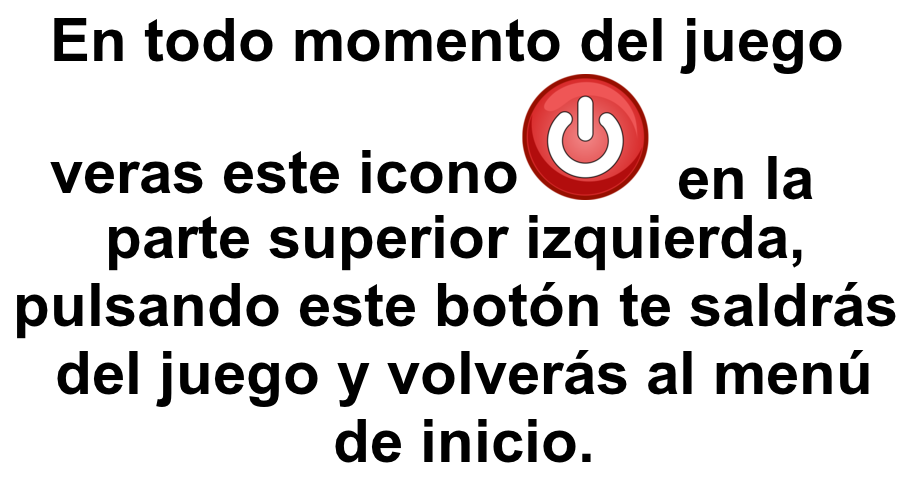 En todo momento del juego
veras este icono en la
parte superior izquierda,
pulsando este botón te saldrás
del juego y volverás al menú
de inicio.